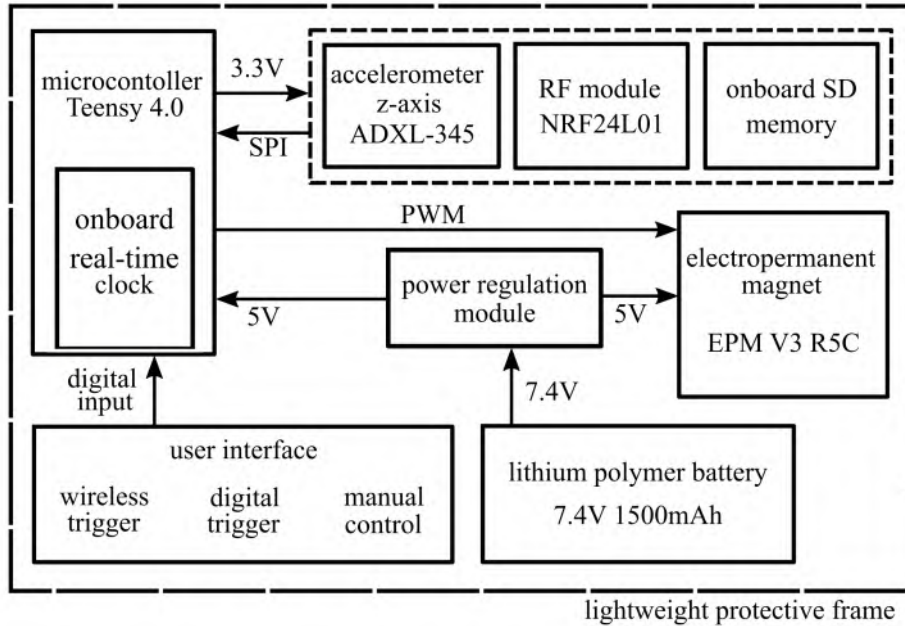 microcontoller
Teensy 4.0
onboard
real-time
clock
3.3V
SPI
accelerometer
z-axis
ADXL-345
RF module
NRF24L01
onboard SD
memory
PWM
electropermanent
magnet
EPM V3 R5C
power regulation
module
5V
5V
digital
input
7.4V
user interface
wireless
trigger
digital
trigger
manual
control
lithium polymer battery
7.4V 1500mAh
lightweight protective frame